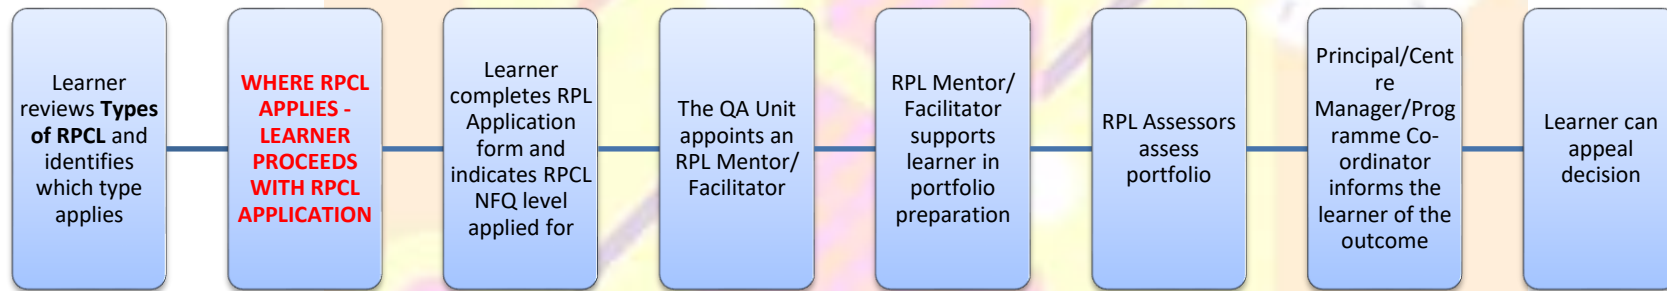 Learner
reviews Types
of RPCL and
identifies
which type
applies
WHERE RPCL
APPLIES -
LEARNER
PROCEEDS
WITH RPCL
APPLICATION
Learner
completes RPL
Application
form and
indicates RPCL
NFQ level
applied for
The QA Unit
appoints an
RPL Mentor/
Facilitator
RPL Mentor/
Facilitator
supports
learner in
portfolio
preparation
RPL Assessors
assess
portfolio
Principal/Cent
re
Manager/Prog
ramme Co-
ordinator
informs the
learner of the
outcome
Learner can
appeal
decision